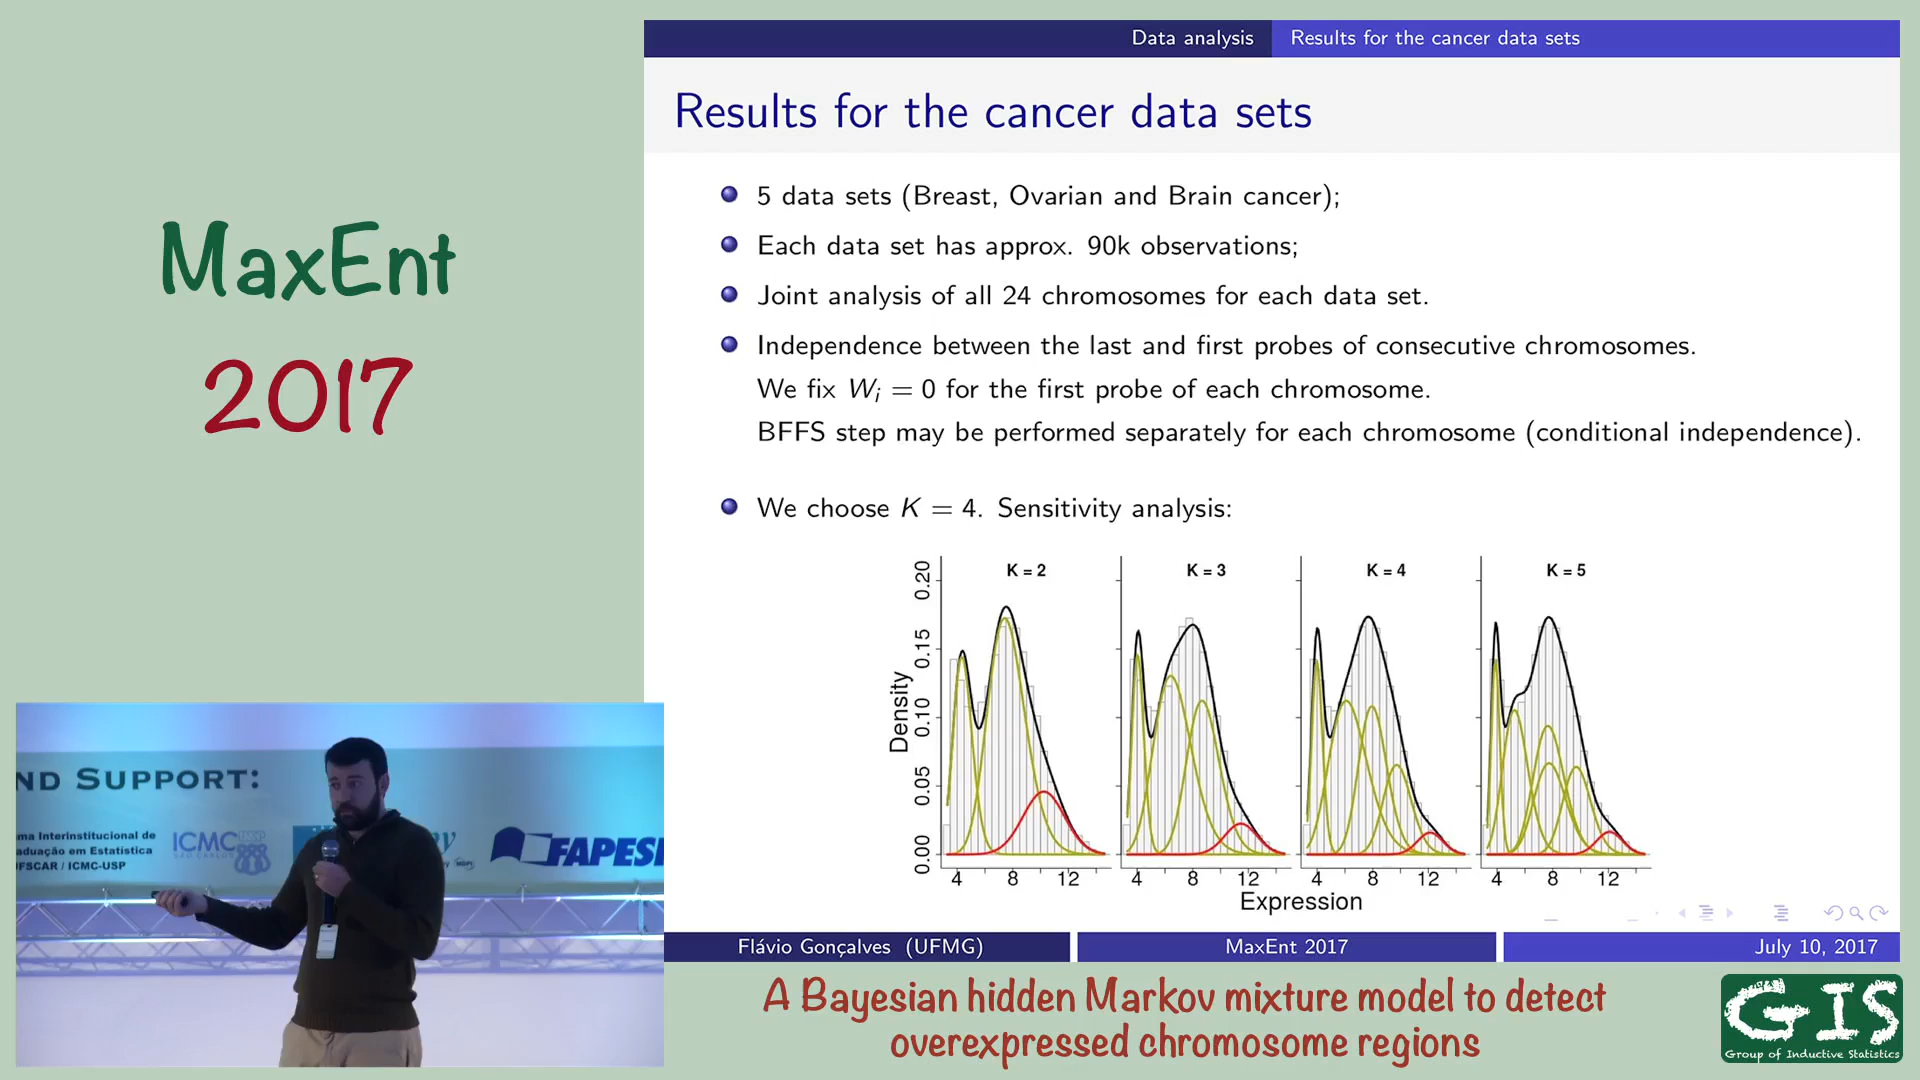 Data analysis
Results for the cancer data sets
Results for the cancer data sets
5 data sets (Breast, Ovarian and Brain cancer);
Each data set has approx. 90k observations;
Joint analysis of all 24 chromosomes for each data set.
Independence between the last and first probes of consecutive chromosomes.
We fix Wᵢ = 0 for the first probe of each chromosome.
BFFS step may be performed separately for each chromosome (conditional independence).
We choose K = 4. Sensitivity analysis:
K = 2 K = 3 K = 4 K = 5
0.20
0.15
0.10
0.05
0.00
Density
4 8 12 4 8 12 4 8 12 4 8 12
Expression
Flávio Gonçalves (UFMG)
MaxEnt 2017
July 10, 2017
MaxEnt
2017
ND SUPPORT:
ma Interinstitucional de
aduação em Estatística
FSCAR / ICMC-USP
ICMC USP
SÃO CARLOS
FAPES
A Bayesian hidden Markov mixture model to detect
overexpressed chromosome regions
GIS
Group of Inductive Statistics